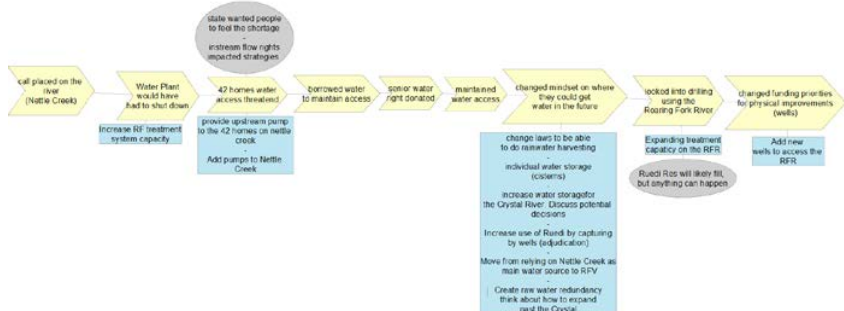 state wanted people
to feel the shortage
-
instream flow rights
impacted strategies
call placed on the
river
(Nettle Creek)
Water Plant
would have
had to shut down
42 homes water
access threatend
borrowed water
to maintain access
senior water
right donated
maintained
water access
changed mindset on where
they could get
water in the future
looked into drilling
using the
Roaring Fork River
changed funding priorities
for physical improvements
(wells)
Increase RF treatment
system capacity
provide upstream pump
to the 42 homes on nettle
creek
-
Add pumps to Nettle
Creek
change laws to be able
to do rainwater harvesting
-
individual water storage
(cisterns)
-
increase water storagefor
the Crystal River. Discuss potential
decisions
-
Increase use of Ruedi by capturing
by wells (adjudication)
-
Move from relying on Nettle Creek as
main water source to RFV
-
Create raw water redundancy
think about how to expand
past the Crystal
Expanding treatment
capaticy on the RFR
Ruedi Res will likely fill,
but anything can happen
Add new
wells to access the
RFR